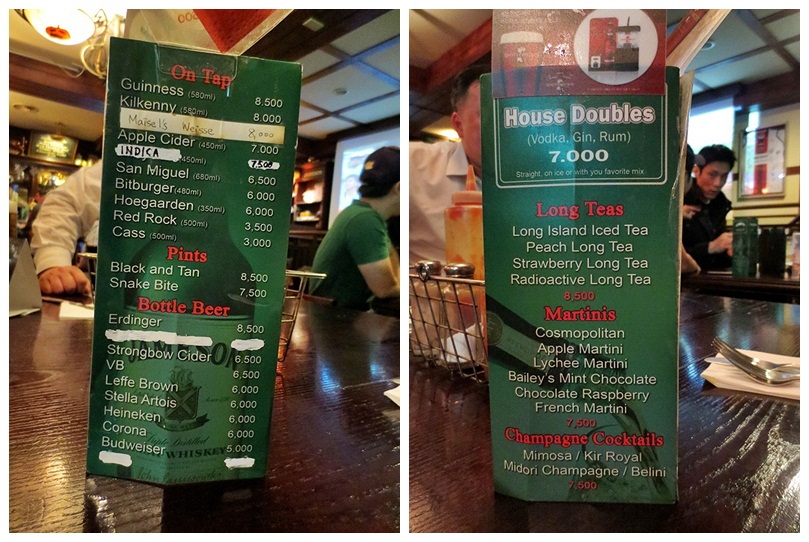 On Tap
Guinness (580ml) 8.500
Kilkenny (580ml) 8.000
Maisel's Weisse 8,000
Apple Cider (450ml) 7.000
INDICA (450ml) 7.500
San Miguel (680ml) 6,500
Bitburger (480ml) 6.000
Hoegaarden (350ml) 6,000
Red Rock (500ml) 3,500
Cass (500ml) 3,000
Pints
Black and Tan 8,500
Snake Bite 7,500
Bottle Beer
Erdinger 8,500
Strongbow Cider 6.500
VB 6,500
Leffe Brown 6,000
Stella Artois 6,000
Heineken 6,000
Corona 6,000
Budweiser 5.000
WHISKEY
House Doubles
(Vodka, Gin, Rum)
7.000
Straight, on ice or with you favorite mix
Long Teas
Long Island Iced Tea
Peach Long Tea
Strawberry Long Tea
Radioactive Long Tea
8,500
Martinis
Cosmopolitan
Apple Martini
Lychee Martini
Bailey's Mint Chocolate
Chocolate Raspberry
French Martini
7,500
Champagne Cocktails
Mimosa / Kir Royal
Midori Champagne / Belini
7,500